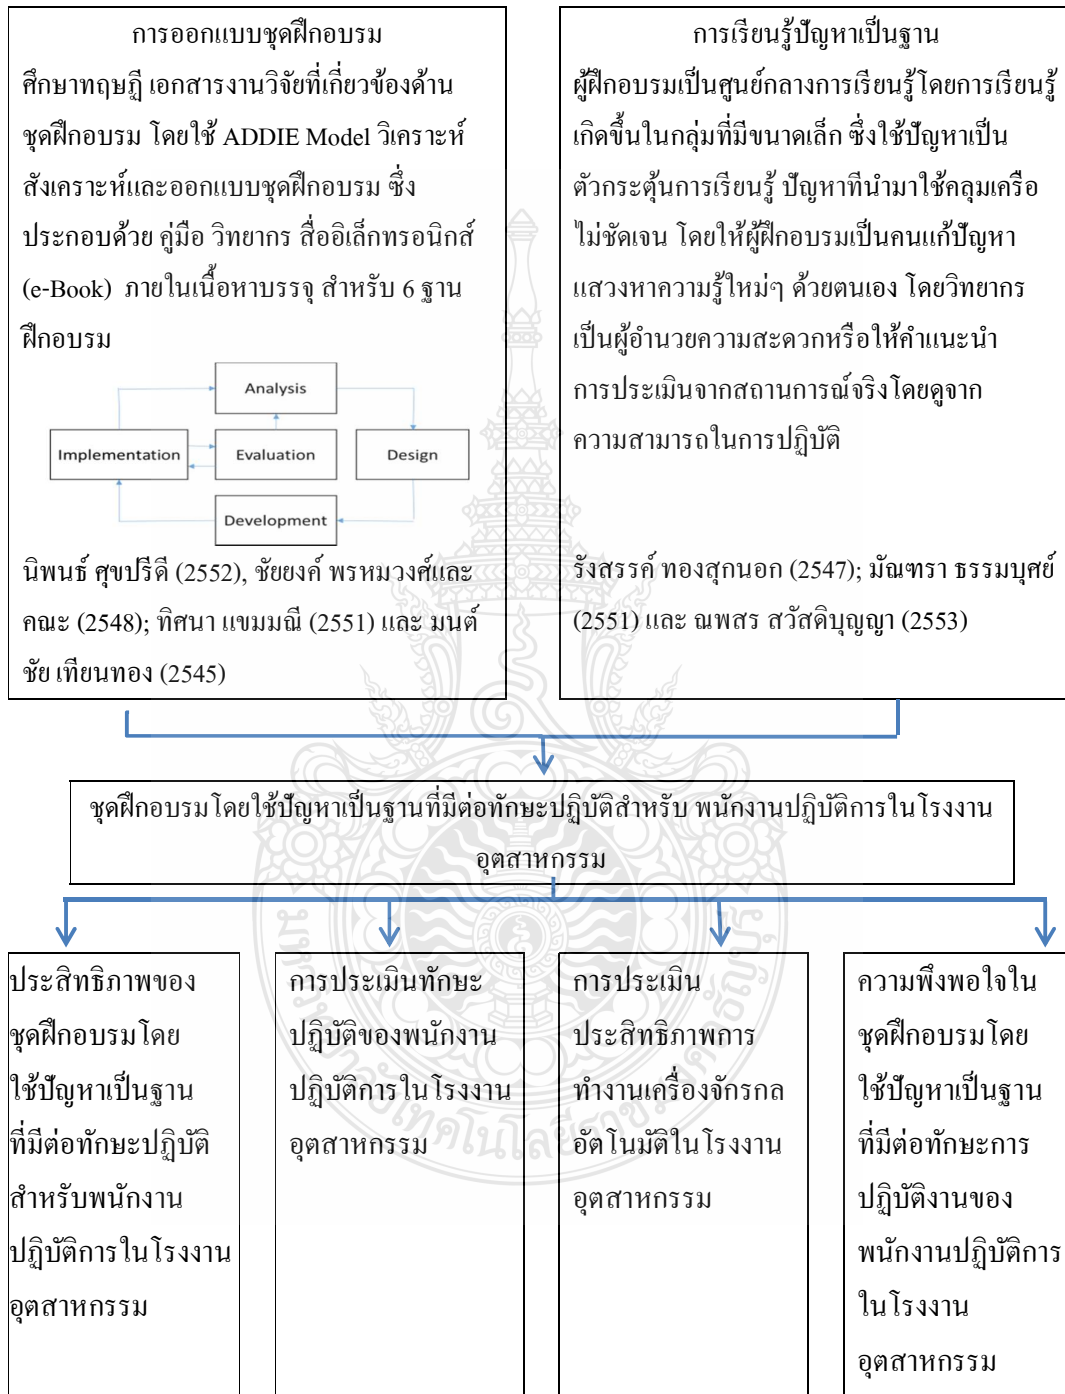 การออกแบบชุดฝึกอบรม
ศึกษาทฤษฎี เอกสารงานวิจัยที่เกี่ยวข้องด้าน
ชุดฝึกอบรม โดยใช้ ADDIE Model วิเคราะห์
สังเคราะห์และออกแบบชุดฝึกอบรม ซึ่ง
ประกอบด้วย คู่มือ วิทยากร สื่ออิเล็กทรอนิกส์
(e-Book) ภายในเนื้อหาบรรจุ สำหรับ 6 ฐาน
ฝึกอบรม
Analysis
Implementation
Evaluation
Design
Development
นิพนธ์ ศุขปรีดี (2552), ชัยยงค์ พรหมวงศ์และ
คณะ (2548); ทิศนา แขมมณี (2551) และ มนต์
ชัย เทียนทอง (2545)
การเรียนรู้ปัญหาเป็นฐาน
ผู้ฝึกอบรมเป็นศูนย์กลางการเรียนรู้โดยการเรียนรู้
เกิดขึ้นในกลุ่มที่มีขนาดเล็ก ซึ่งใช้ปัญหาเป็น
ตัวกระตุ้นการเรียนรู้ ปัญหาทีนำมาใช้คลุมเครือ
ไม่ชัดเจน โดยให้ผู้ฝึกอบรมเป็นคนแก้ปัญหา
แสวงหาความรู้ใหม่ๆ ด้วยตนเอง โดยวิทยากร
เป็นผู้อำนวยความสะดวกหรือให้คำแนะนำ
การประเมินจากสถานการณ์จริงโดยดูจาก
ความสามารถในการปฏิบัติ
รังสรรค์ ทองสุกนอก (2547); มัณฑรา ธรรมบุศย์
(2551) และ ณพสร สวัสดิบุญญา (2553)
ชุดฝึกอบรมโดยใช้ปัญหาเป็นฐานที่มีต่อทักษะปฏิบัติสำหรับ พนักงานปฏิบัติการในโรงงาน
อุตสาหกรรม
ประสิทธิภาพของ
ชุดฝึกอบรมโดย
ใช้ปัญหาเป็นฐาน
ที่มีต่อทักษะปฏิบัติ
สำหรับพนักงาน
ปฏิบัติการในโรงงาน
อุตสาหกรรม
การประเมินทักษะ
ปฏิบัติของพนักงาน
ปฏิบัติการในโรงงาน
อุตสาหกรรม
การประเมิน
ประสิทธิภาพการ
ทำงานเครื่องจักรกล
อัตโนมัติในโรงงาน
อุตสาหกรรม
ความพึงพอใจใน
ชุดฝึกอบรมโดย
ใช้ปัญหาเป็นฐาน
ที่มีต่อทักษะการ
ปฏิบัติงานของ
พนักงานปฏิบัติการ
ในโรงงาน
อุตสาหกรรม
มหาวิทยาลัยเทคโนโลยีราชมงคลธัญบุรี